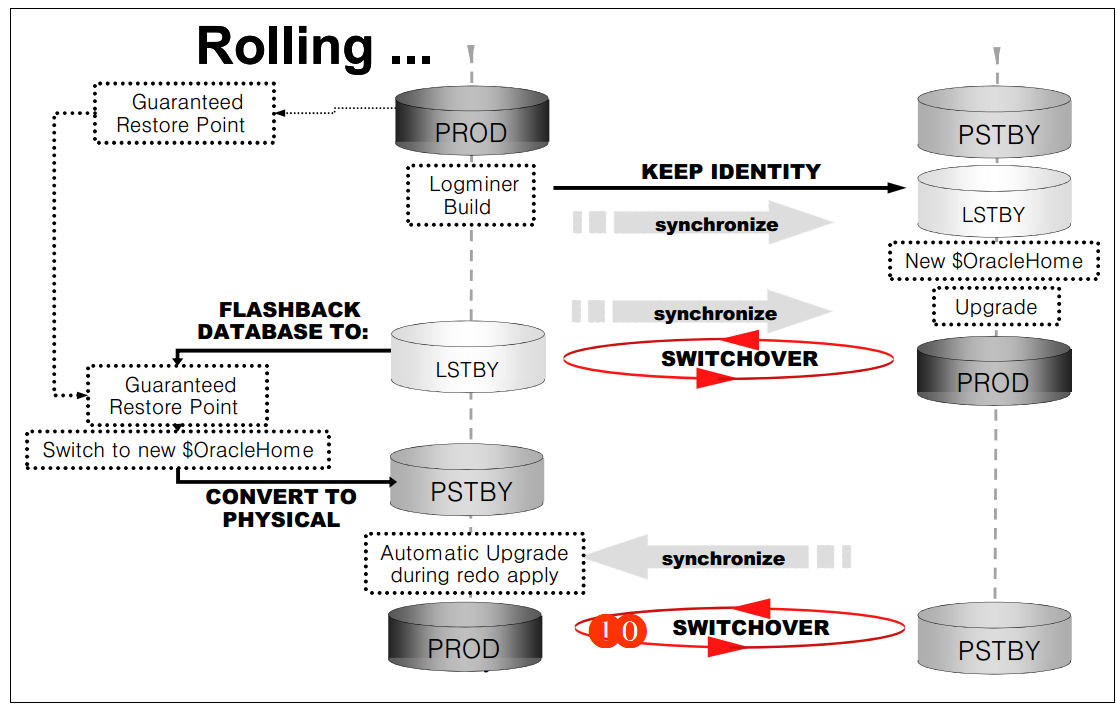 Rolling ...
Guaranteed
Restore Point
PROD
PSTBY
Logminer
Build
KEEP IDENTITY
LSTBY
synchronize
New $OracleHome
Upgrade
synchronize
FLASHBACK
DATABASE TO:
LSTBY
SWITCHOVER
PROD
Guaranteed
Restore Point
Switch to new $OracleHome
PSTBY
CONVERT TO
PHYSICAL
Automatic Upgrade
during redo apply
synchronize
PROD
10
SWITCHOVER
PSTBY